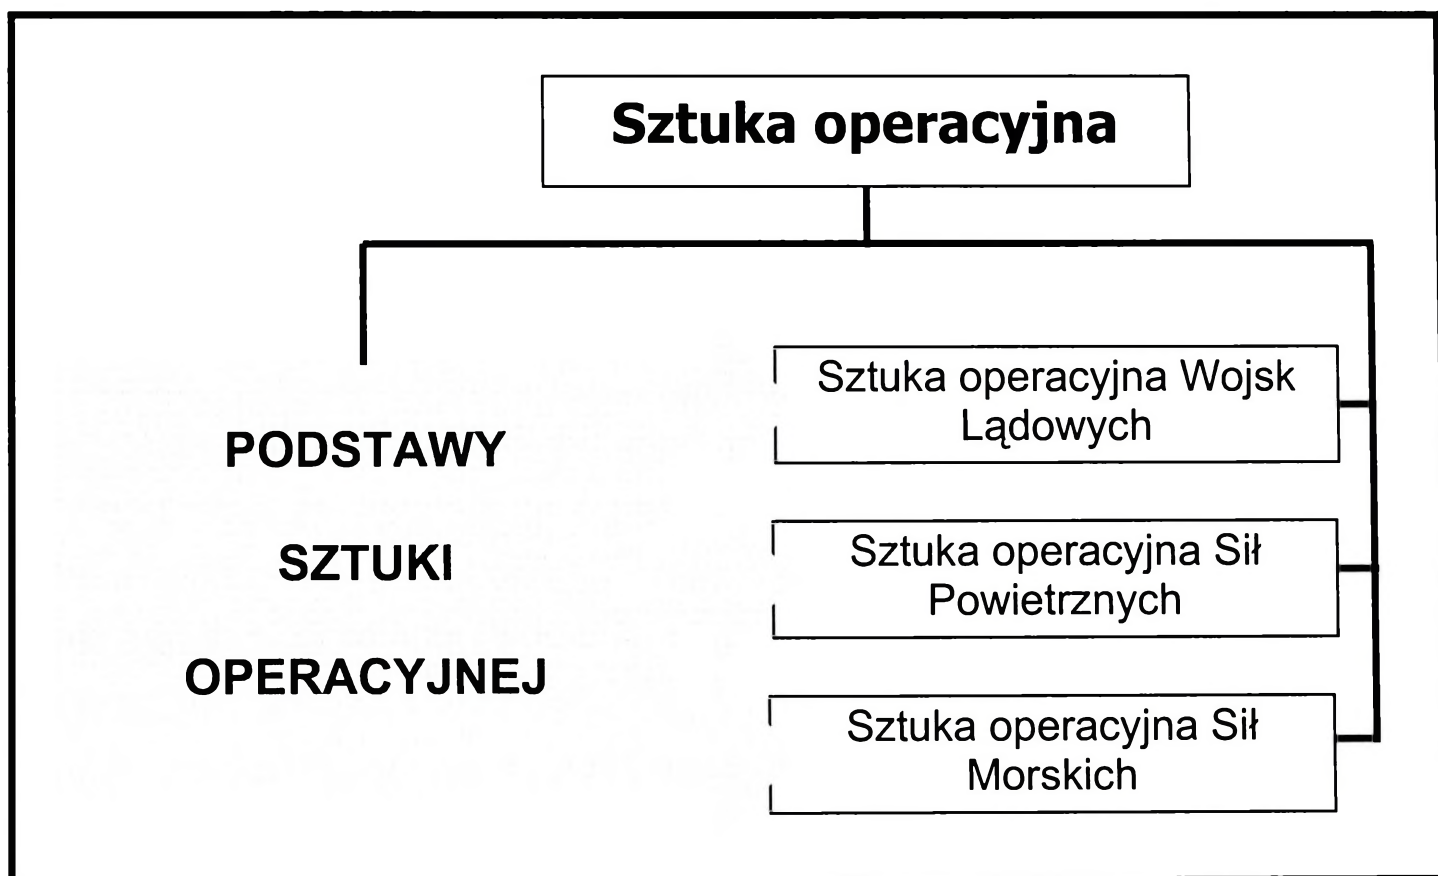 Sztuka operacyjna
PODSTAWY
SZTUKI
OPERACYJNEJ
Sztuka operacyjna Wojsk
Lądowych
Sztuka operacyjna Sił
Powietrznych
Sztuka operacyjna Sił
Morskich